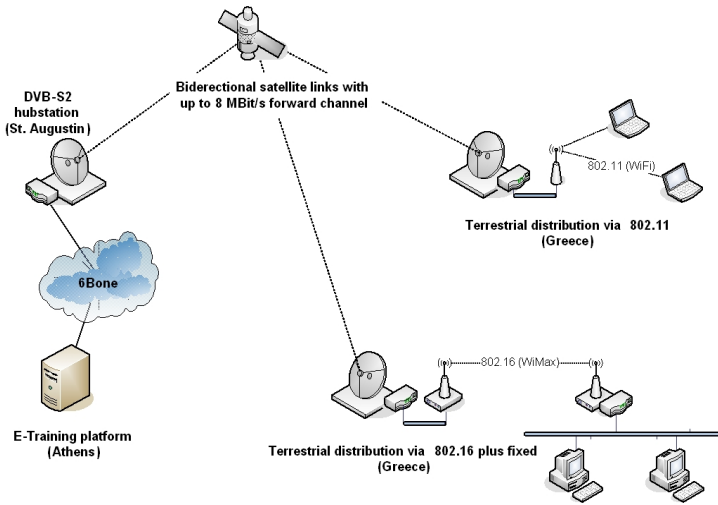 Biderectional satellite links with
up to 8 MBit/s forward channel
DVB-S2
hubstation
(St. Augustin)
802.11 (WiFi)
Terrestrial distribution via 802.11
(Greece)
6Bone
802.16 (WiMax)
E-Training platform
(Athens)
Terrestrial distribution via 802.16 plus fixed
(Greece)